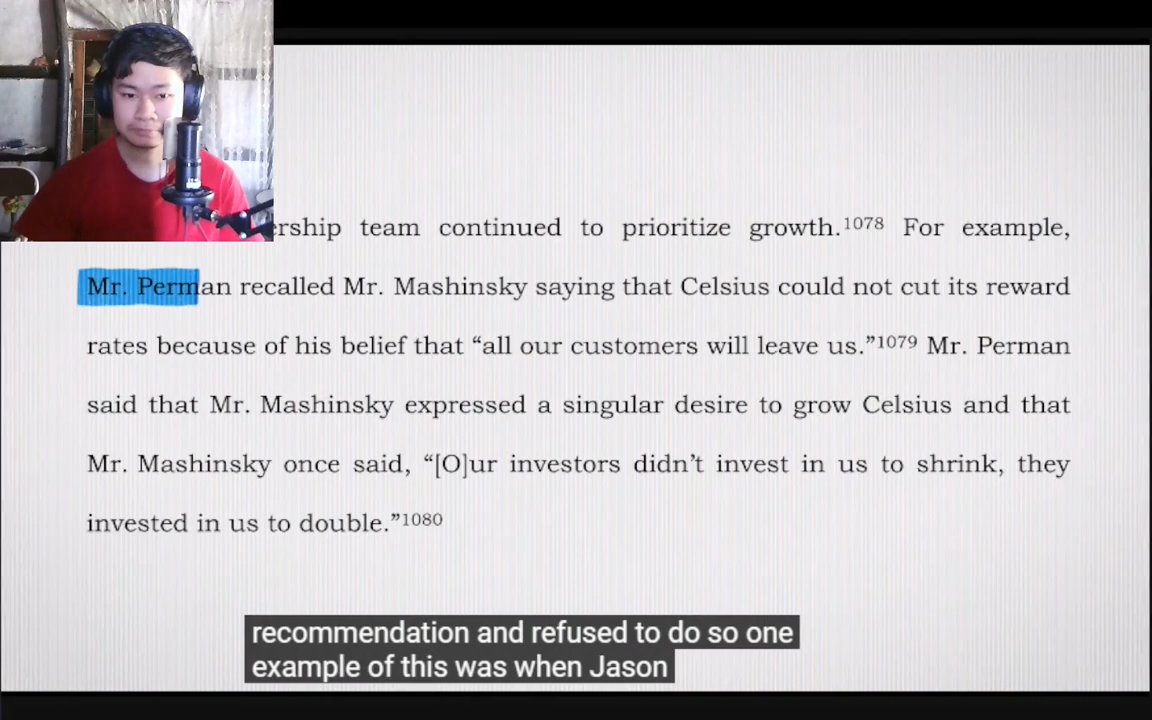 rship team continued to prioritize growth.1078 For example,
Mr. Perman recalled Mr. Mashinsky saying that Celsius could not cut its reward
rates because of his belief that “all our customers will leave us.”1079 Mr. Perman
said that Mr. Mashinsky expressed a singular desire to grow Celsius and that
Mr. Mashinsky once said, “[O]ur investors didn’t invest in us to shrink, they
invested in us to double.”1080
recommendation and refused to do so one
example of this was when Jason